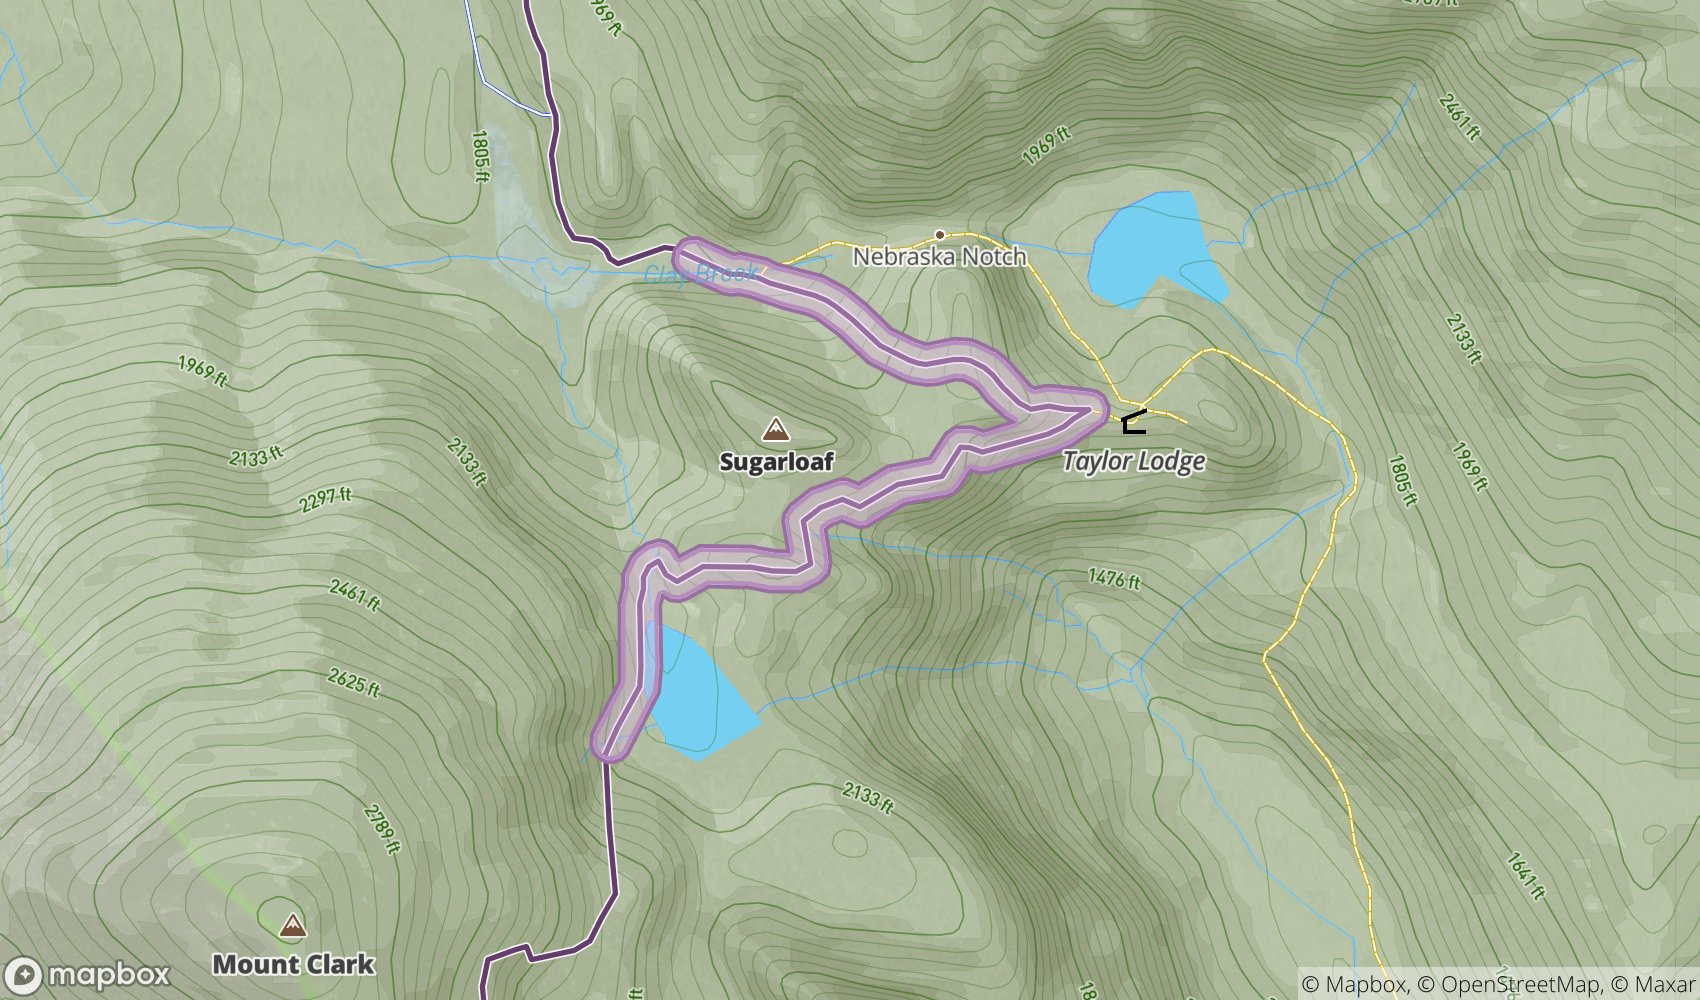 1969 ft
2461 ft
1969 ft
1805 ft
Nebraska Notch
Clay Brook
2133 ft
1969 ft
Sugarloaf
Taylor Lodge
2133 ft
2133 ft
1969 ft
1805 ft
2297 ft
1476 ft
2461 ft
2625 ft
2133 ft
2789 ft
1641 ft
Mount Clark
mapbox
© Mapbox, © OpenStreetMap, © Maxar